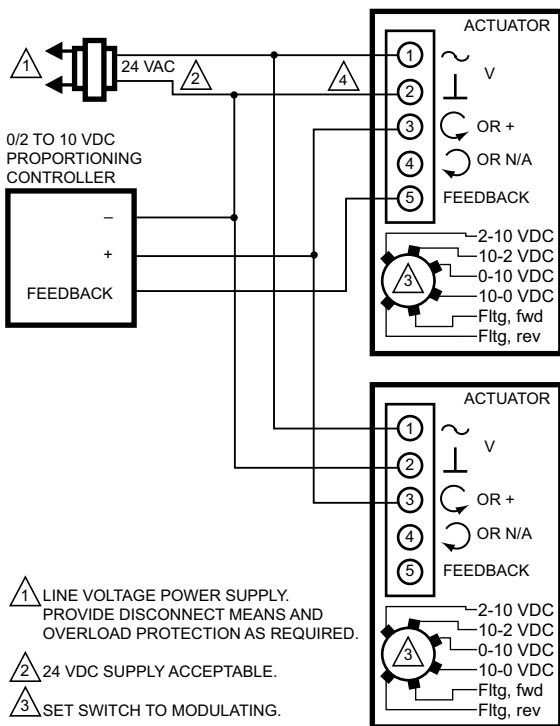 1
24 VAC
2
4
0/2 TO 10 VDC
PROPORTIONING
CONTROLLER
–
+
FEEDBACK
ACTUATOR
1
V
2
3 OR +
4 OR N/A
5 FEEDBACK
3
2-10 VDC
10-2 VDC
0-10 VDC
10-0 VDC
Fltg, fwd
Fltg, rev
ACTUATOR
1
V
2
3 OR +
4 OR N/A
5 FEEDBACK
3
2-10 VDC
10-2 VDC
0-10 VDC
10-0 VDC
Fltg, fwd
Fltg, rev
1 LINE VOLTAGE POWER SUPPLY.
PROVIDE DISCONNECT MEANS AND
OVERLOAD PROTECTION AS REQUIRED.
2 24 VDC SUPPLY ACCEPTABLE.
3 SET SWITCH TO MODULATING.